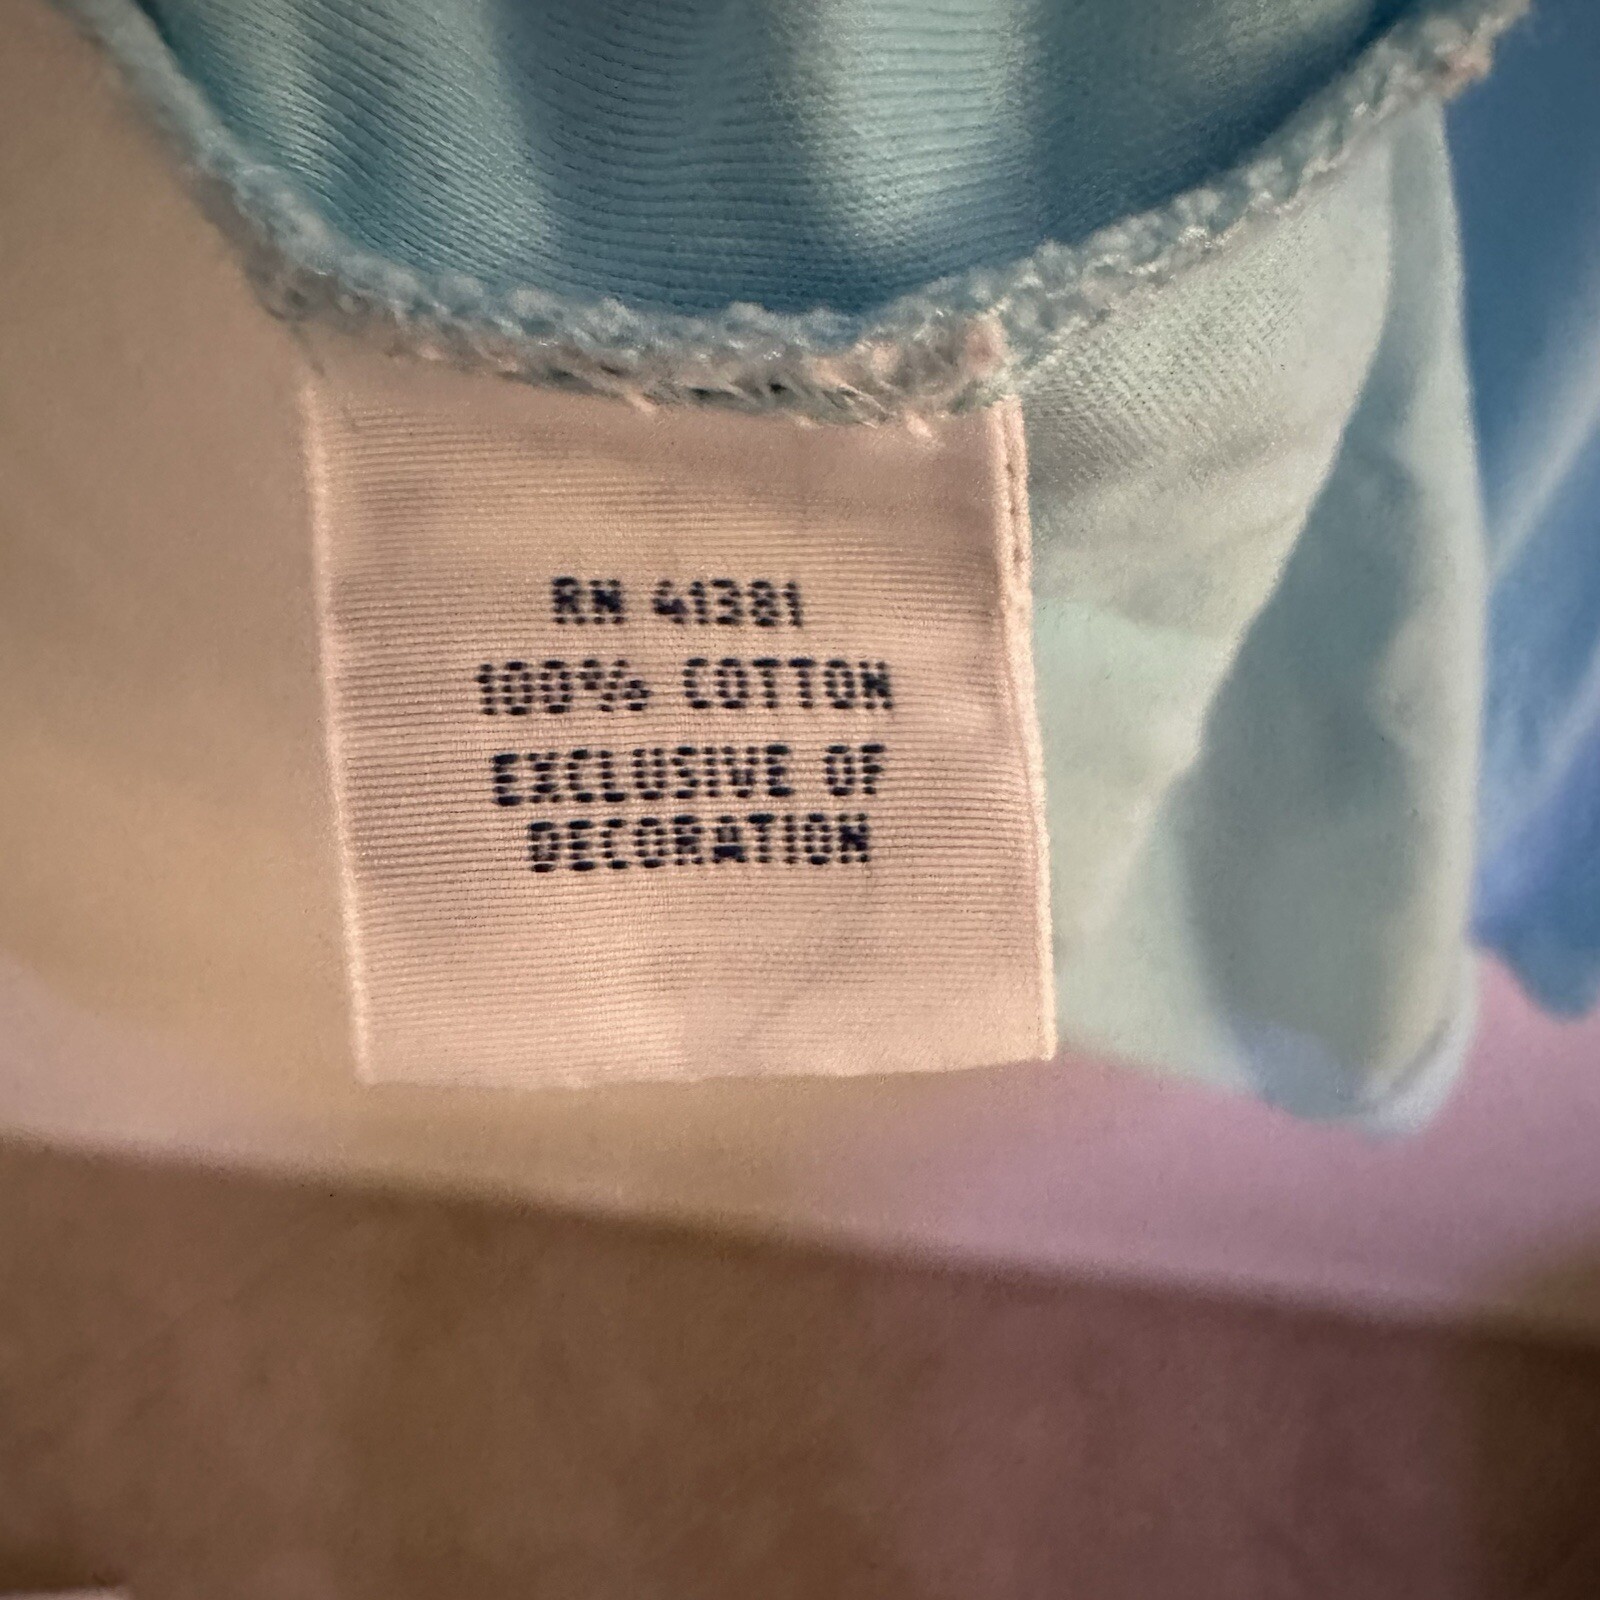 RN 41381
100% COTTON
EXCLUSIVE OF
DECORATION